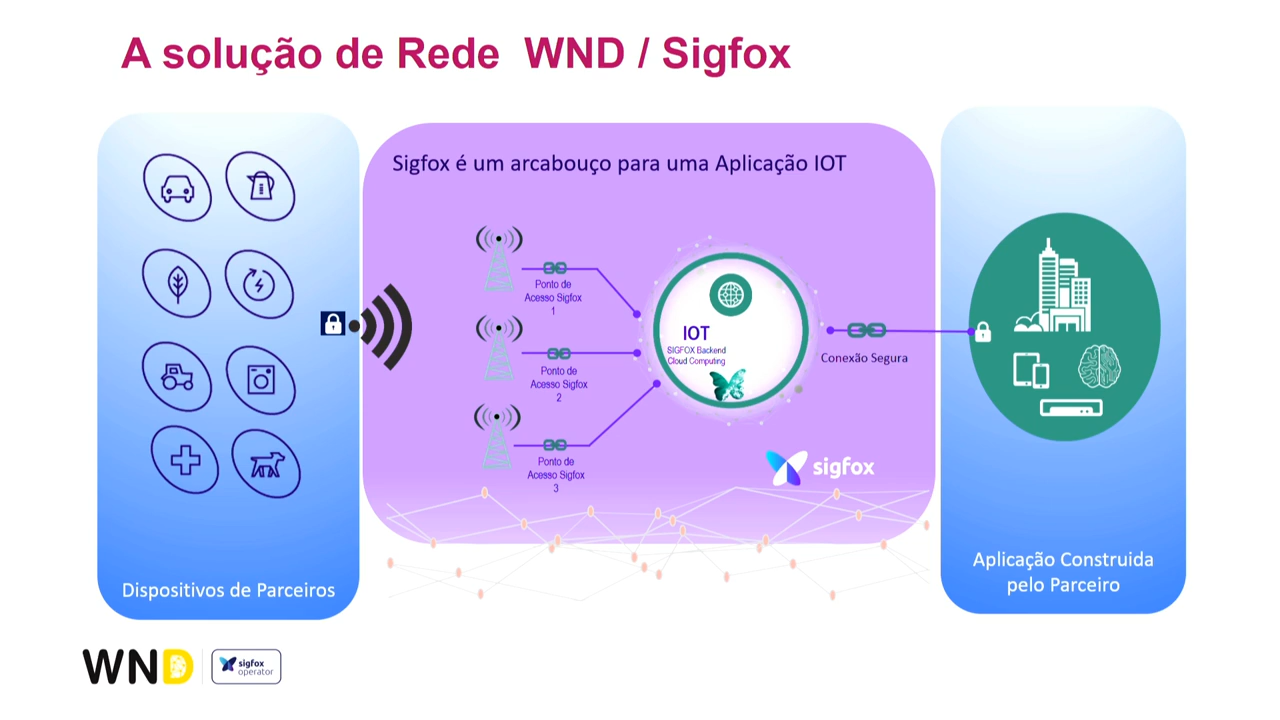 A solução de Rede WND / Sigfox
Sigfox é um arcabouço para uma Aplicação IOT
Ponto de
Acesso Sigfox
1
Ponto de
Acesso Sigfox
2
Ponto de
Acesso Sigfox
3
IOT
SIGFOX Backend
Cloud Computing
Conexão Segura
sigfox
Dispositivos de Parceiros
Aplicação Construida
pelo Parceiro
WND
sigfox
operator